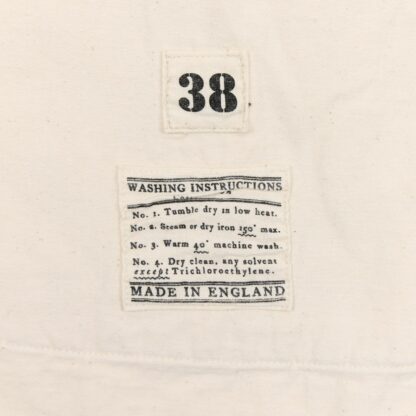 38
WASHING INSTRUCTIONS
No. 1. Tumble dry in low heat.
No. 2. Steam or dry iron 150° max.
No. 3. Warm 40° machine wash.
No. 4. Dry clean, any solvent
except Trichloroethylene.
MADE IN ENGLAND